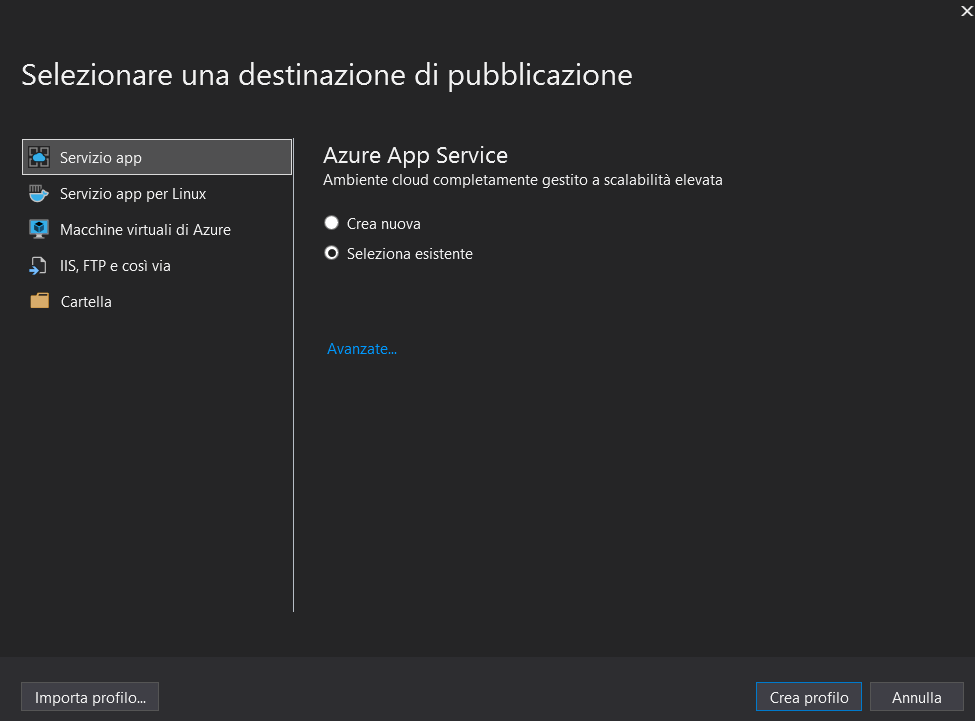 Selezionare una destinazione di pubblicazione
Servizio app
Servizio app per Linux
Macchine virtuali di Azure
IIS, FTP e così via
Cartella
Azure App Service
Ambiente cloud completamente gestito a scalabilità elevata
Crea nuova
Seleziona esistente
Avanzate...
Importa profilo...
Crea profilo
Annulla